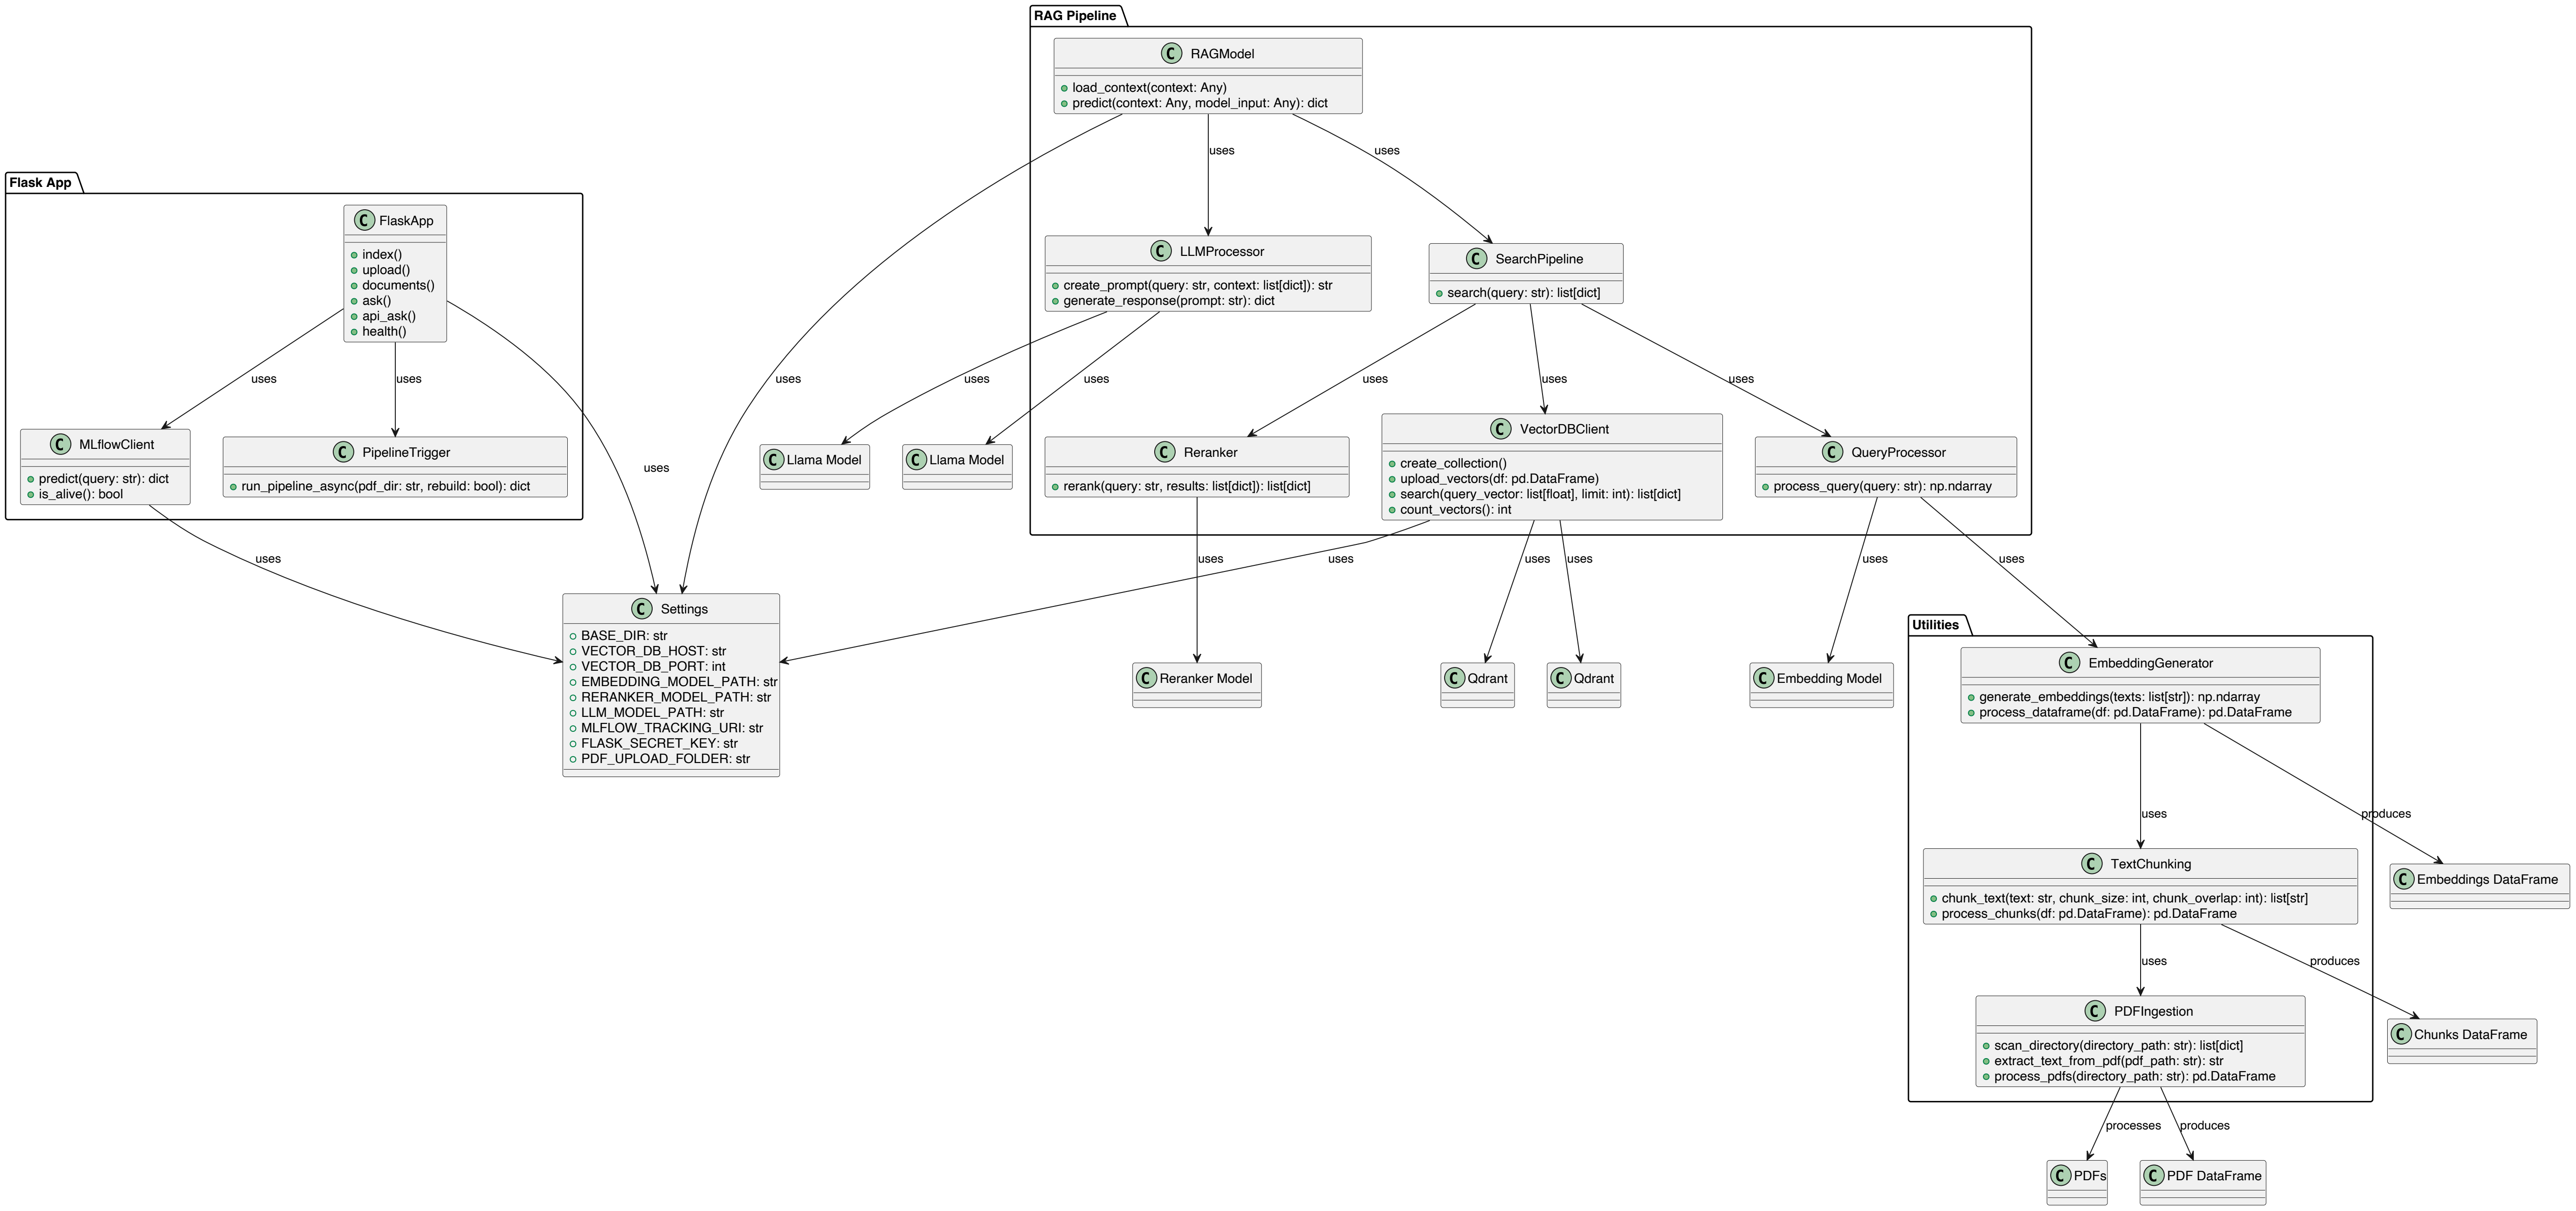 RAG Pipeline
C RAGModel
load_context(context: Any)
predict(context: Any, model_input: Any): dict
uses
uses
Flask App
C FlaskApp
index()
upload()
documents()
ask()
api_ask()
health()
C LLMProcessor
create_prompt(query: str, context: list[dict]): str
generate_response(prompt: str): dict
C SearchPipeline
search(query: str): list[dict]
uses
uses
uses
uses
uses
uses
uses
uses
C MLflowClient
predict(query: str): dict
is_alive(): bool
C PipelineTrigger
run_pipeline_async(pdf_dir: str, rebuild: bool): dict
uses
C Llama Model
C Llama Model
C Reranker
rerank(query: str, results: list[dict]): list[dict]
C VectorDBClient
create_collection()
upload_vectors(df: pd.DataFrame)
search(query_vector: list[float], limit: int): list[dict]
count_vectors(): int
C QueryProcessor
process_query(query: str): np.ndarray
uses
uses
uses
uses
uses
uses
uses
C Settings
BASE_DIR: str
VECTOR_DB_HOST: str
VECTOR_DB_PORT: int
EMBEDDING_MODEL_PATH: str
RERANKER_MODEL_PATH: str
LLM_MODEL_PATH: str
MLFLOW_TRACKING_URI: str
FLASK_SECRET_KEY: str
PDF_UPLOAD_FOLDER: str
C Reranker Model
C Qdrant
C Qdrant
C Embedding Model
Utilities
C EmbeddingGenerator
generate_embeddings(texts: list[str]): np.ndarray
process_dataframe(df: pd.DataFrame): pd.DataFrame
uses
produces
C TextChunking
chunk_text(text: str, chunk_size: int, chunk_overlap: int): list[str]
process_chunks(df: pd.DataFrame): pd.DataFrame
C Embeddings DataFrame
uses
produces
C PDFIngestion
scan_directory(directory_path: str): list[dict]
extract_text_from_pdf(pdf_path: str): str
process_pdfs(directory_path: str): pd.DataFrame
C Chunks DataFrame
processes
produces
C PDFs
C PDF DataFrame